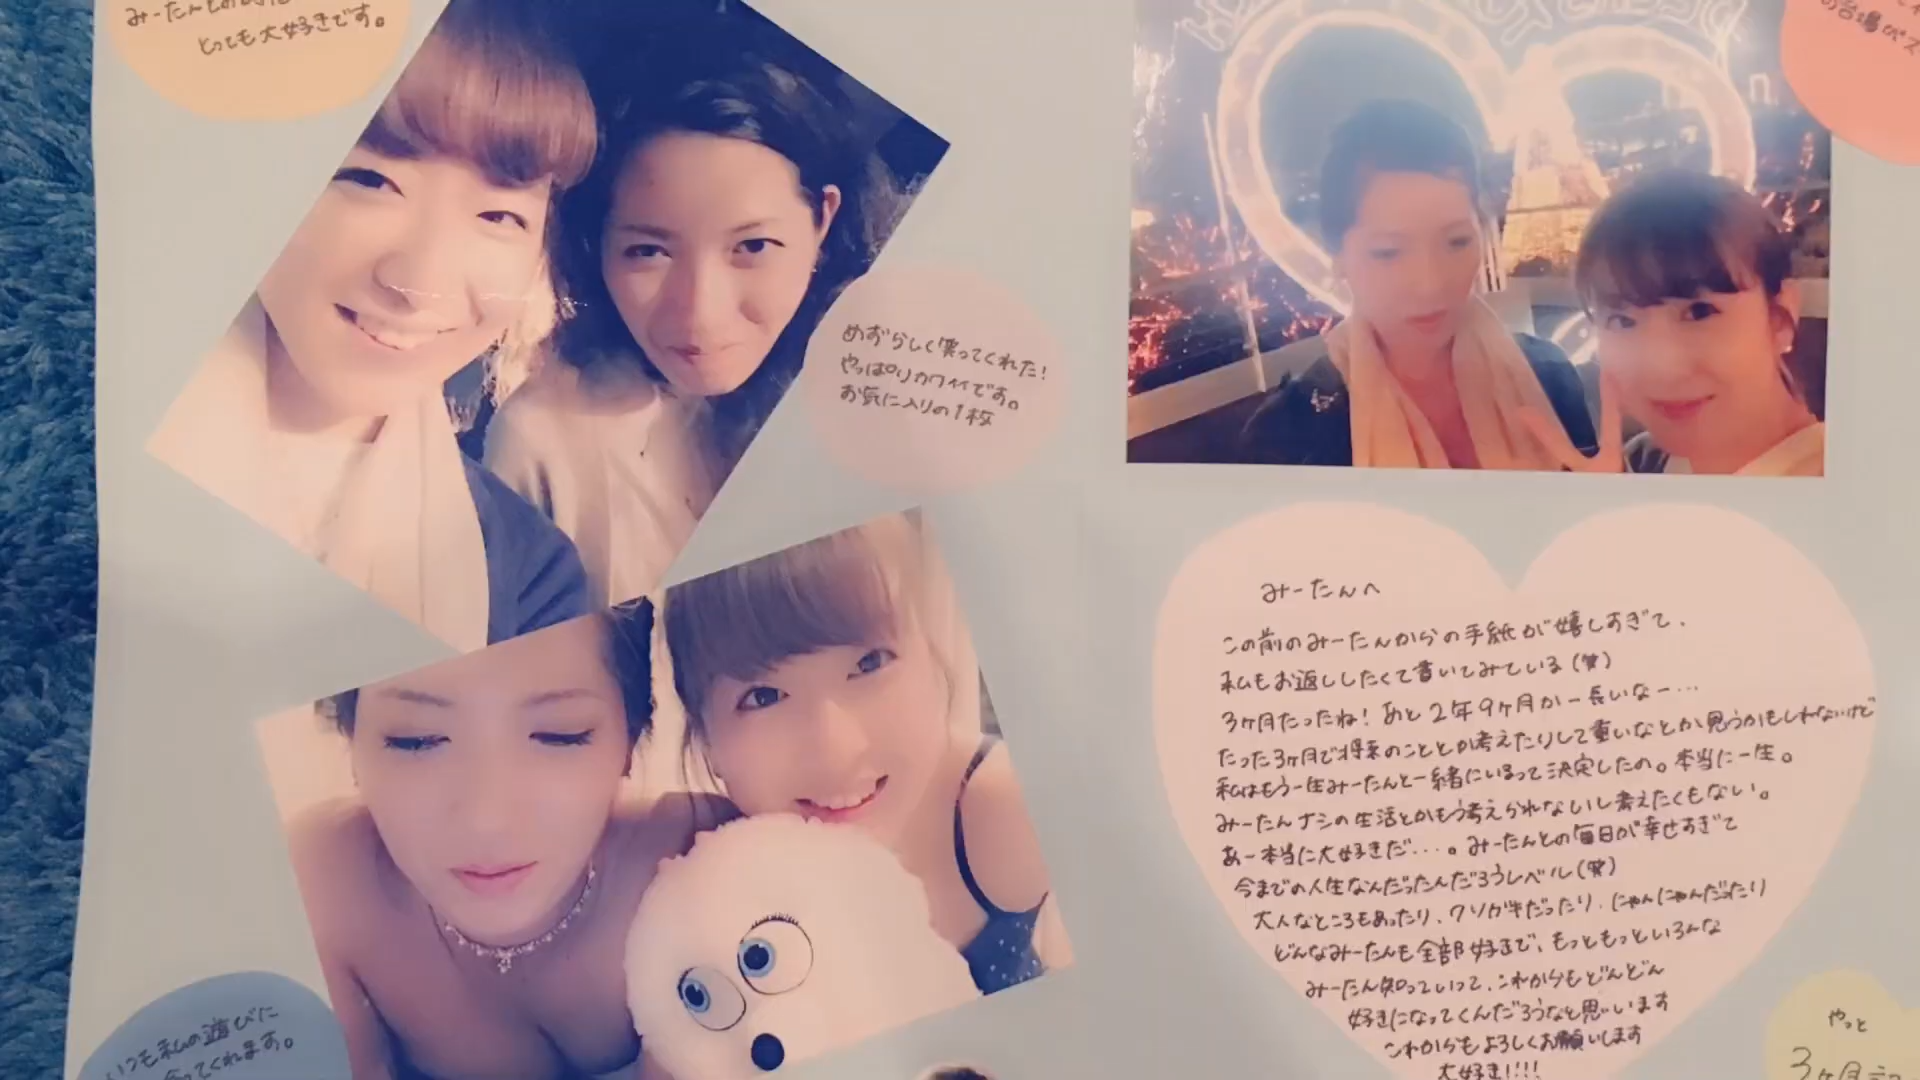 みーたんとの
とっても大好きです。
の台場びズ
めずらしく笑ってくれた!
やっぱりカワイイです。
お気に入りの1枚
みーたんへ
この前のみーたんからの手紙が嬉しすぎて、
私もお返ししたくて書いてみている(笑)
3ヶ月たったね!あと2年9ヶ月かー長いなー…
たった3ヶ月で将来のこととか考えたりして重いなとか思うかもしれないけど
私はもう一生みーたんと一緒にいるって決定したの。本当に一生。
みーたんナシの生活とかもう考えられないし考えたくもない。
あー本当に大好きだ...。みーたんとの毎日が幸せすぎて
今までの人生なんだったんだろうレベル(笑)
大人なところもあったり、クソガキだったり、にゃんにゃんだったり
どんなみーたんも全部好きで、もっともっといろんな
みーたん知っていって、これからもどんどん
好きになってくんだろうなと思います
これからもよろしくお願いします
大好き!!!!
いつも私の遊びに
ってくれます。
やっと
3ヶ月